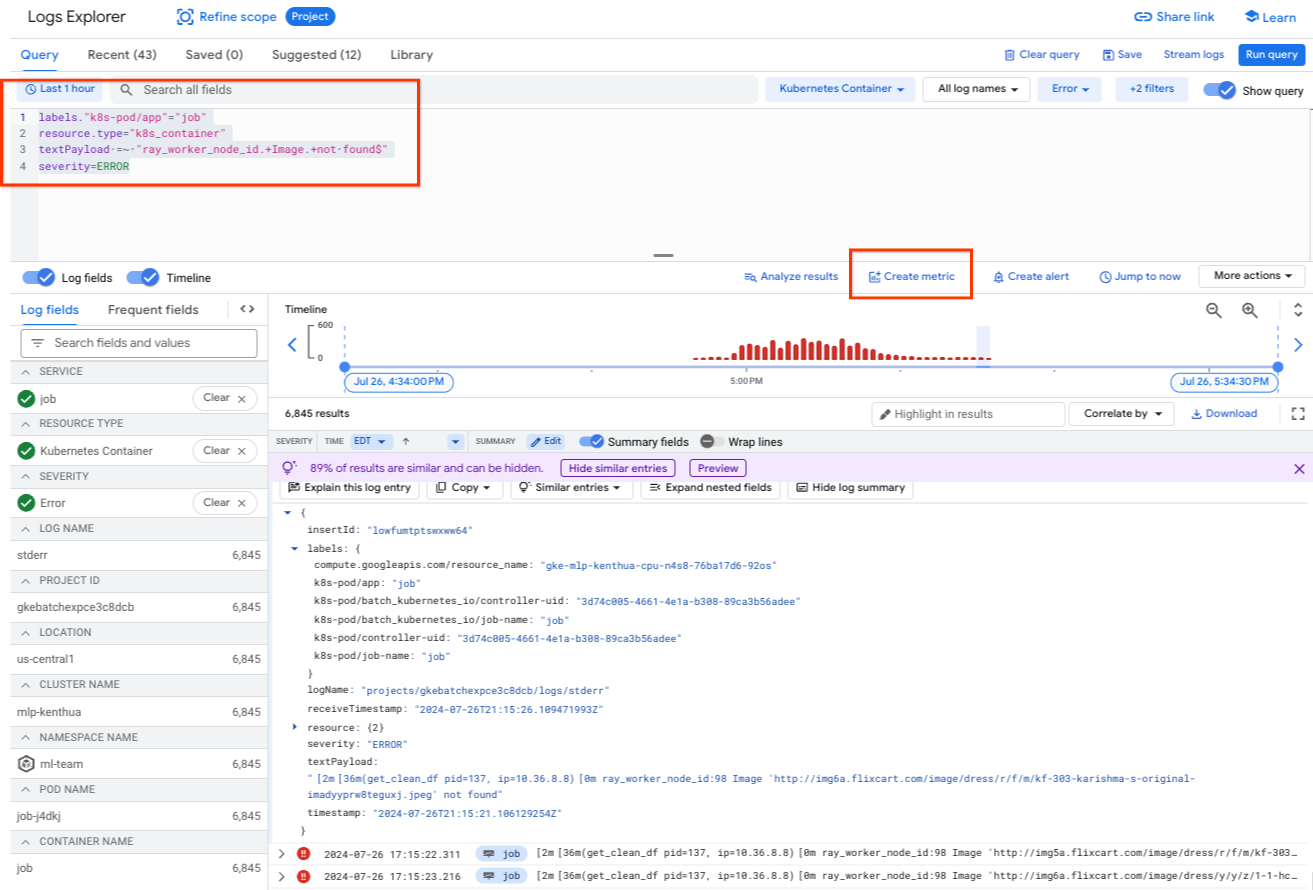 Logs Explorer Refine scope Project Share link Learn
Query Recent (43) Saved (0) Suggested (12) Library Clear query Save Stream logs Run query
Last 1 hour Search all fields Kubernetes Container All log names Error +2 filters Show query
1 labels."k8s-pod/app"="job"
2 resource.type="k8s_container"
3 textPayload·=~·"ray_worker_node_id.+Image.+not·found$"
4 severity=ERROR
Log fields Timeline Analyze results Create metric Create alert Jump to now More actions
Log fields Frequent fields
Search fields and values
SERVICE
job Clear
RESOURCE TYPE
Kubernetes Container Clear
SEVERITY
Error Clear
LOG NAME
stderr 6,845
PROJECT ID
gkebatchexpce3c8dcb 6,845
LOCATION
us-central1 6,845
CLUSTER NAME
mlp-kenthua 6,845
NAMESPACE NAME
ml-team 6,845
POD NAME
job-j4dkj 6,845
CONTAINER NAME
job 6,845
Timeline
600
0
Jul 26, 4:34:00 PM 5:00 PM Jul 26, 5:34:30 PM
6,845 results Highlight in results Correlate by Download
SEVERITY TIME EDT SUMMARY Edit Summary fields Wrap lines
89% of results are similar and can be hidden. Hide similar entries Preview
Explain this log entry Copy Similar entries Expand nested fields Hide log summary
{
insertId: "lowfumtptswxww64"
labels: {
compute.googleapis.com/resource_name: "gke-mlp-kenthua-cpu-n4s8-76ba17d6-92os"
k8s-pod/app: "job"
k8s-pod/batch_kubernetes_io/controller-uid: "3d74c005-4661-4e1a-b308-89ca3b56adee"
k8s-pod/batch_kubernetes_io/job-name: "job"
k8s-pod/controller-uid: "3d74c005-4661-4e1a-b308-89ca3b56adee"
k8s-pod/job-name: "job"
}
logName: "projects/gkebatchexpce3c8dcb/logs/stderr"
receiveTimestamp: "2024-07-26T21:15:26.109471993Z"
resource: {2}
severity: "ERROR"
textPayload:
" [2m [36m(get_clean_df pid=137, ip=10.36.8.8) [0m ray_worker_node_id:98 Image 'http://img6a.flixcart.com/image/dress/r/f/m/kf-303-karishma-s-original-
imadyyprw8teguxj.jpeg' not found"
timestamp: "2024-07-26T21:15:21.106129254Z"
}
2024-07-26 17:15:22.311 job [2m [36m(get_clean_df pid=137, ip=10.36.8.8) [0m ray_worker_node_id:98 Image 'http://img5a.flixcart.com/image/dress/r/f/m/kf-303…
2024-07-26 17:15:23.216 job [2m [36m(get_clean_df pid=137, ip=10.36.8.8) [0m ray_worker_node_id:98 Image 'http://img6a.flixcart.com/image/dress/y/y/z/1-1-hc…